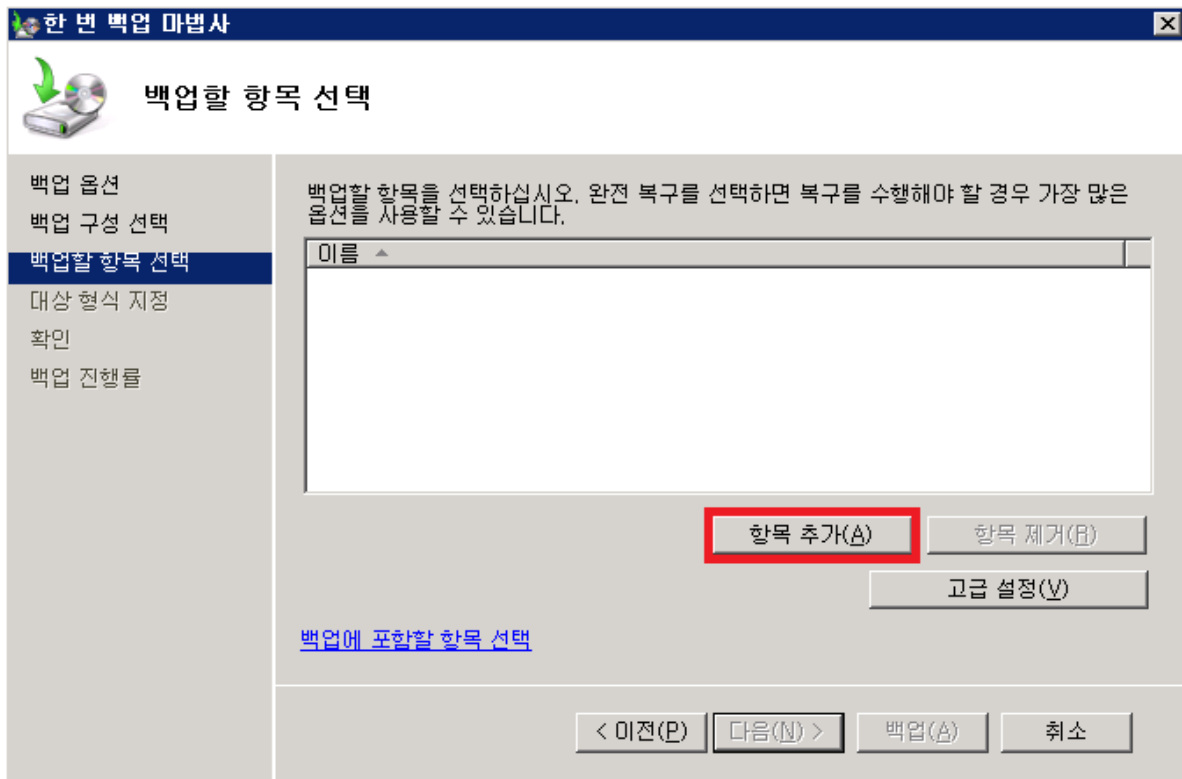 한 번 백업 마법사
백업할 항목 선택
백업 옵션
백업 구성 선택
백업할 항목 선택
대상 형식 지정
확인
백업 진행률
백업할 항목을 선택하십시오. 완전 복구를 선택하면 복구를 수행해야 할 경우 가장 많은
옵션을 사용할 수 있습니다.
이름
항목 추가(A)
항목 제거(R)
고급 설정(V)
백업에 포함할 항목 선택
< 이전(P)
다음(N) >
백업(A)
취소